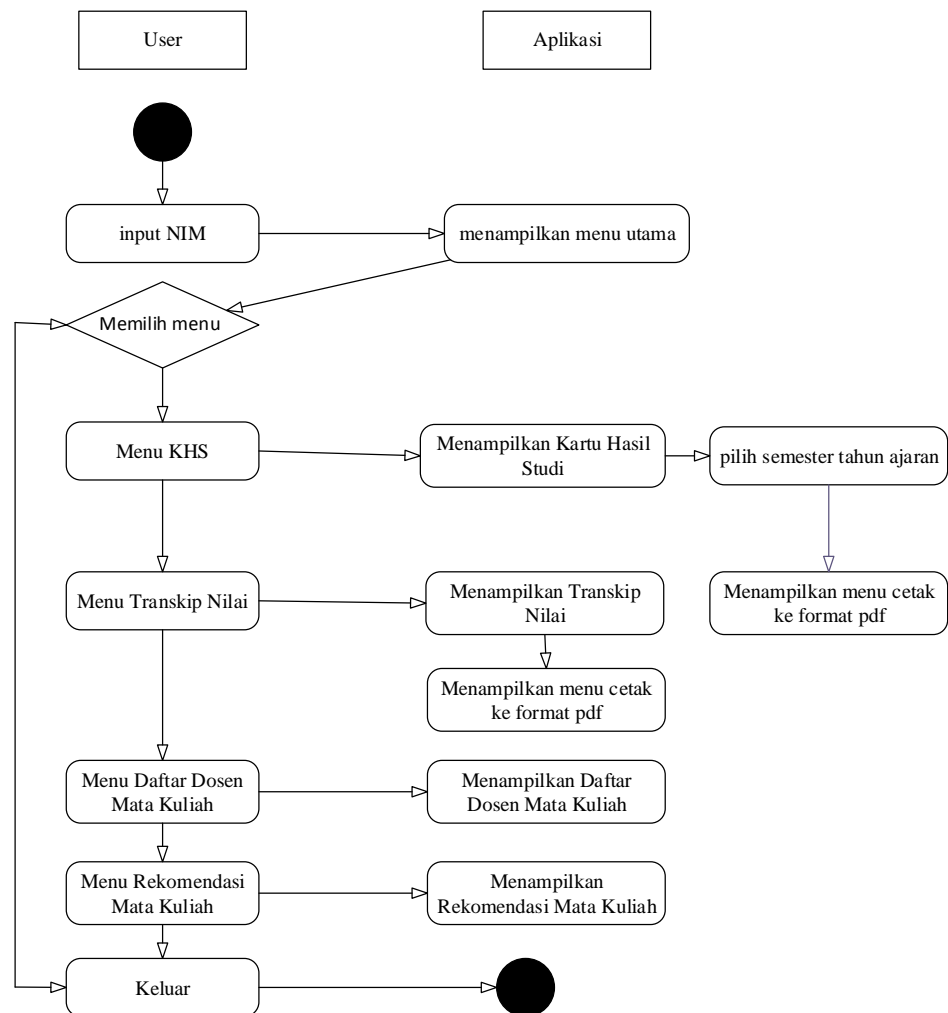 User
Aplikasi
input NIM
menampilkan menu utama
Memilih menu
Menu KHS
Menampilkan Kartu Hasil
Studi
pilih semester tahun ajaran
Menu Transkip Nilai
Menampilkan Transkip
Nilai
Menampilkan menu cetak
ke format pdf
Menampilkan menu cetak
ke format pdf
Menu Daftar Dosen
Mata Kuliah
Menampilkan Daftar
Dosen Mata Kuliah
Menu Rekomendasi
Mata Kuliah
Menampilkan
Rekomendasi Mata Kuliah
Keluar